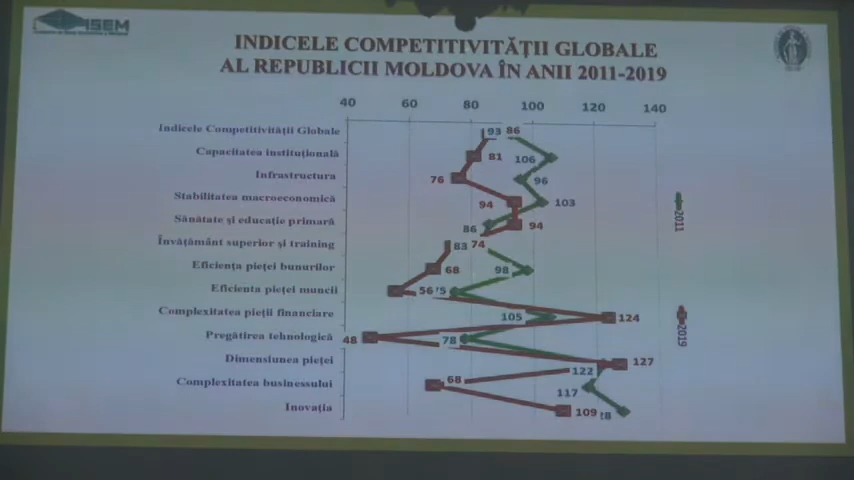 ISEM
INDICELE COMPETITIVITĂȚII GLOBALE
AL REPUBLICII MOLDOVA ÎN ANII 2011-2019
40 60 80 100 120 140
Indicele Competitivității Globale 93 86
Capacitatea instituțională 81 106
Infrastructura 76 96
Stabilitatea macroeconomică 94 103
Sănătate și educație primară 86 94
Învățământ superior și training 83 74
Eficiența pieței bunurilor 68 98
Eficiența pieței muncii 56
Complexitatea pieții financiare 105 124
Pregătirea tehnologică 48 78
Dimensiunea pieței 127
122
Complexitatea businessului 68
117
Inovația 109
2011
2019